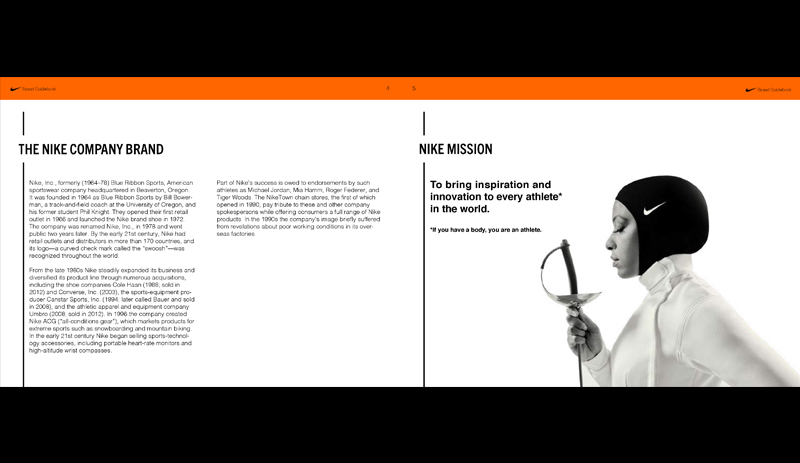 Brand Guidebook
4
5
Brand Guidebook
THE NIKE COMPANY BRAND
Nike, Inc., formerly (1964–78) Blue Ribbon Sports, American
sportswear company headquartered in Beaverton, Oregon.
It was founded in 1964 as Blue Ribbon Sports by Bill Bower-
man, a track-and-field coach at the University of Oregon, and
his former student Phil Knight. They opened their first retail
outlet in 1966 and launched the Nike brand shoe in 1972.
The company was renamed Nike, Inc., in 1978 and went
public two years later. By the early 21st century, Nike had
retail outlets and distributors in more than 170 countries, and
its logo—a curved check mark called the "swoosh"—was
recognized throughout the world.
From the late 1980s Nike steadily expanded its business and
diversified its product line through numerous acquisitions,
including the shoe companies Cole Haan (1988; sold in
2012) and Converse, Inc. (2003), the sports-equipment pro-
ducer Canstar Sports, Inc. (1994; later called Bauer and sold
in 2008), and the athletic apparel and equipment company
Umbro (2008; sold in 2012). In 1996 the company created
Nike ACG ("all-conditions gear"), which markets products for
extreme sports such as snowboarding and mountain biking.
In the early 21st century Nike began selling sports-technol-
ogy accessories, including portable heart-rate monitors and
high-altitude wrist compasses.
Part of Nike's success is owed to endorsements by such
athletes as Michael Jordan, Mia Hamm, Roger Federer, and
Tiger Woods. The NikeTown chain stores, the first of which
opened in 1990, pay tribute to these and other company
spokespersons while offering consumers a full range of Nike
products. In the 1990s the company's image briefly suffered
from revelations about poor working conditions in its over-
seas factories.
NIKE MISSION
To bring inspiration and
innovation to every athlete*
in the world.
*If you have a body, you are an athlete.